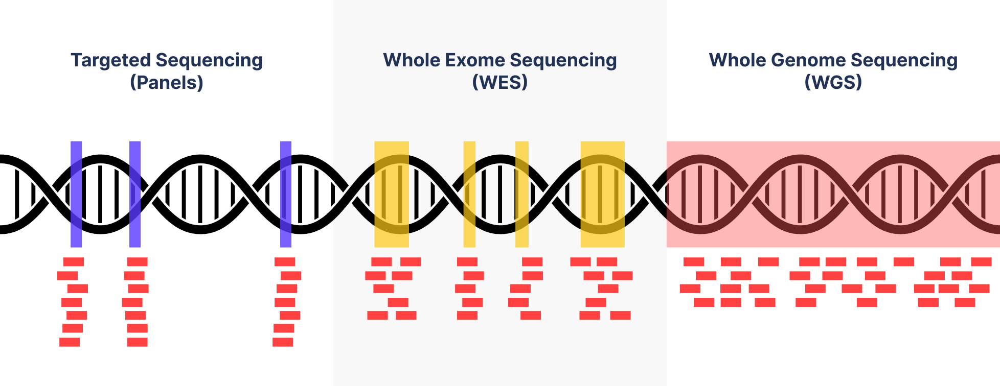 Targeted Sequencing
(Panels)
Whole Exome Sequencing
(WES)
Whole Genome Sequencing
(WGS)